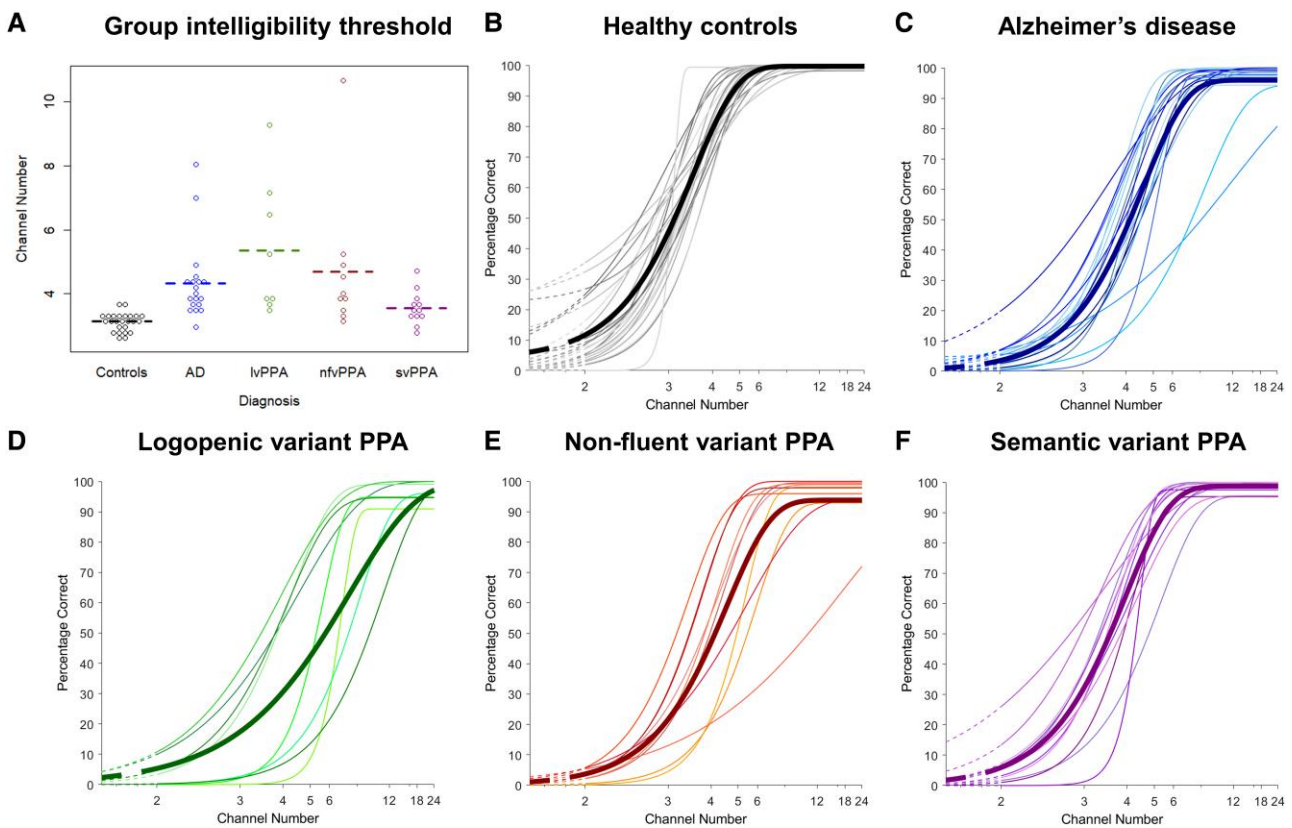 A Group intelligibility threshold
Channel Number
10
8
6
4
Controls AD lvPPA nfvPPA svPPA
Diagnosis
B Healthy controls
Percentage Correct
100
90
80
70
60
50
40
30
20
10
0
2 3 4 5 6 12 18 24
Channel Number
C Alzheimer's disease
Percentage Correct
100
90
80
70
60
50
40
30
20
10
0
2 3 4 5 6 12 18 24
Channel Number
D Logopenic variant PPA
Percentage Correct
100
90
80
70
60
50
40
30
20
10
0
2 3 4 5 6 12 18 24
Channel Number
E Non-fluent variant PPA
Percentage Correct
100
90
80
70
60
50
40
30
20
10
0
2 3 4 5 6 12 18 24
Channel Number
F Semantic variant PPA
Percentage Correct
100
90
80
70
60
50
40
30
20
10
0
2 3 4 5 6 12 18 24
Channel Number